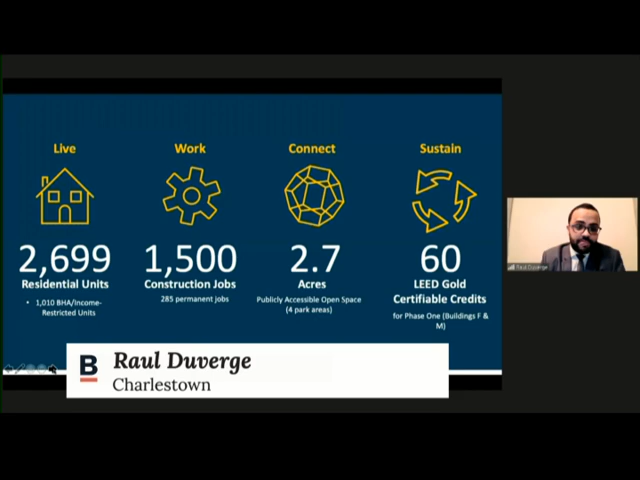 Live
Work
Connect
Sustain
2,699
Residential Units
• 1,010 BHA/Income-
Restricted Units
1,500
Construction Jobs
285 permanent jobs
2.7
Acres
Publicly Accessible Open Space
(4 park areas)
60
LEED Gold
Certifiable Credits
for Phase One (Buildings F &
M)
Raul Duverge
B
Raul Duverge
Charlestown